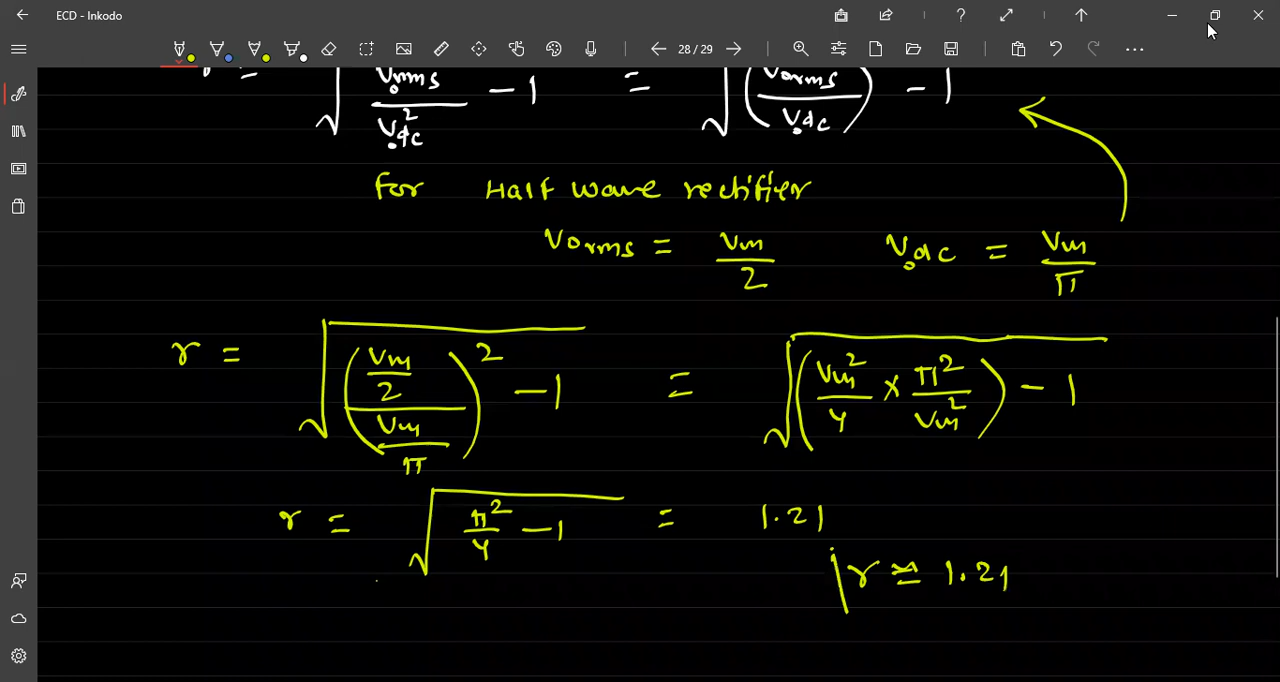 ECD - Inkodo
28 / 29
r = √(Vorms² / Vodc² - 1) = √((Vorms / Vodc)² - 1)
for Half wave rectifier
Vorms = Vm/2 Vodc = Vm/π
r = √(((Vm/2) / (Vm/π))² - 1) = √((Vm²/4 × π²/Vm²) - 1)
r = √(π²/4 - 1) = 1.21
r ≅ 1.21